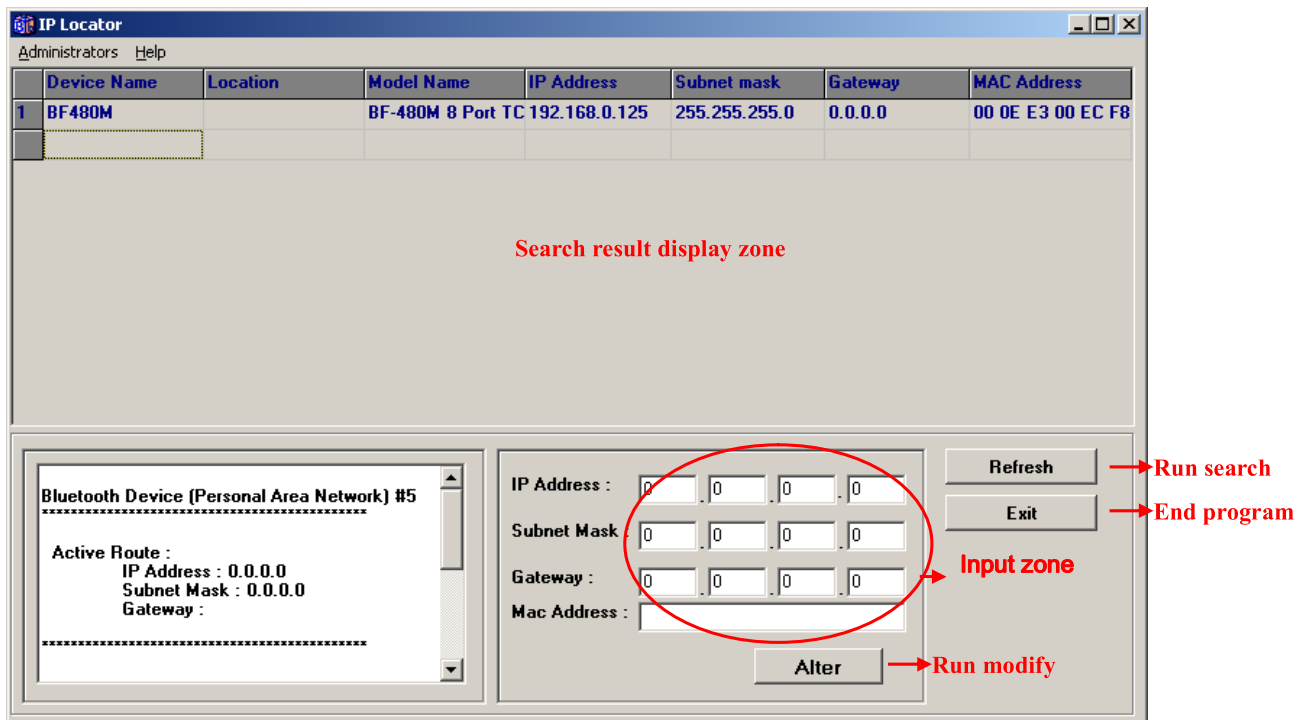 IP Locator
Administrators Help
Device Name Location Model Name IP Address Subnet mask Gateway MAC Address
1 BF480M BF-480M 8 Port TC 192.168.0.125 255.255.255.0 0.0.0.0 00 0E E3 00 EC F8
Search result display zone
Bluetooth Device (Personal Area Network) #5
*******************************************
Active Route :
IP Address : 0.0.0.0
Subnet Mask : 0.0.0.0
Gateway :
*******************************************
IP Address : 0 . 0 . 0 . 0
Subnet Mask : 0 . 0 . 0 . 0
Gateway : 0 . 0 . 0 . 0
Mac Address :
Alter
Run modify
Input zone
Refresh
Run search
Exit
End program